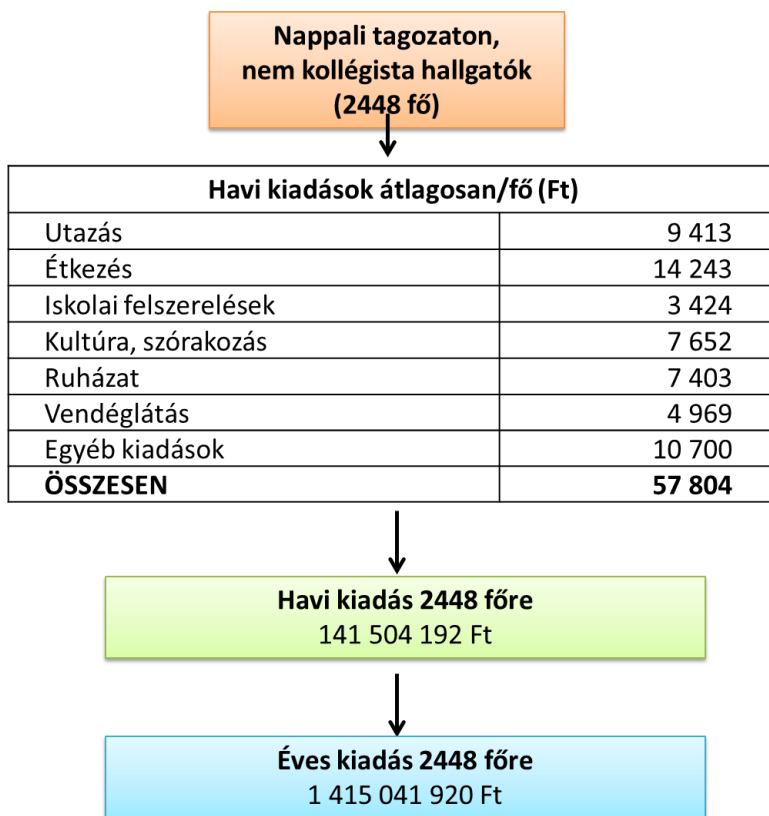 Nappali tagozaton,
nem kollégista hallgatók
(2448 fő)
Havi kiadások átlagosan/fő (Ft)
Utazás 9 413
Étkezés 14 243
Iskolai felszerelések 3 424
Kultúra, szórakozás 7 652
Ruházat 7 403
Vendéglátás 4 969
Egyéb kiadások 10 700
ÖSSZESEN 57 804
Havi kiadás 2448 főre
141 504 192 Ft
Éves kiadás 2448 főre
1 415 041 920 Ft